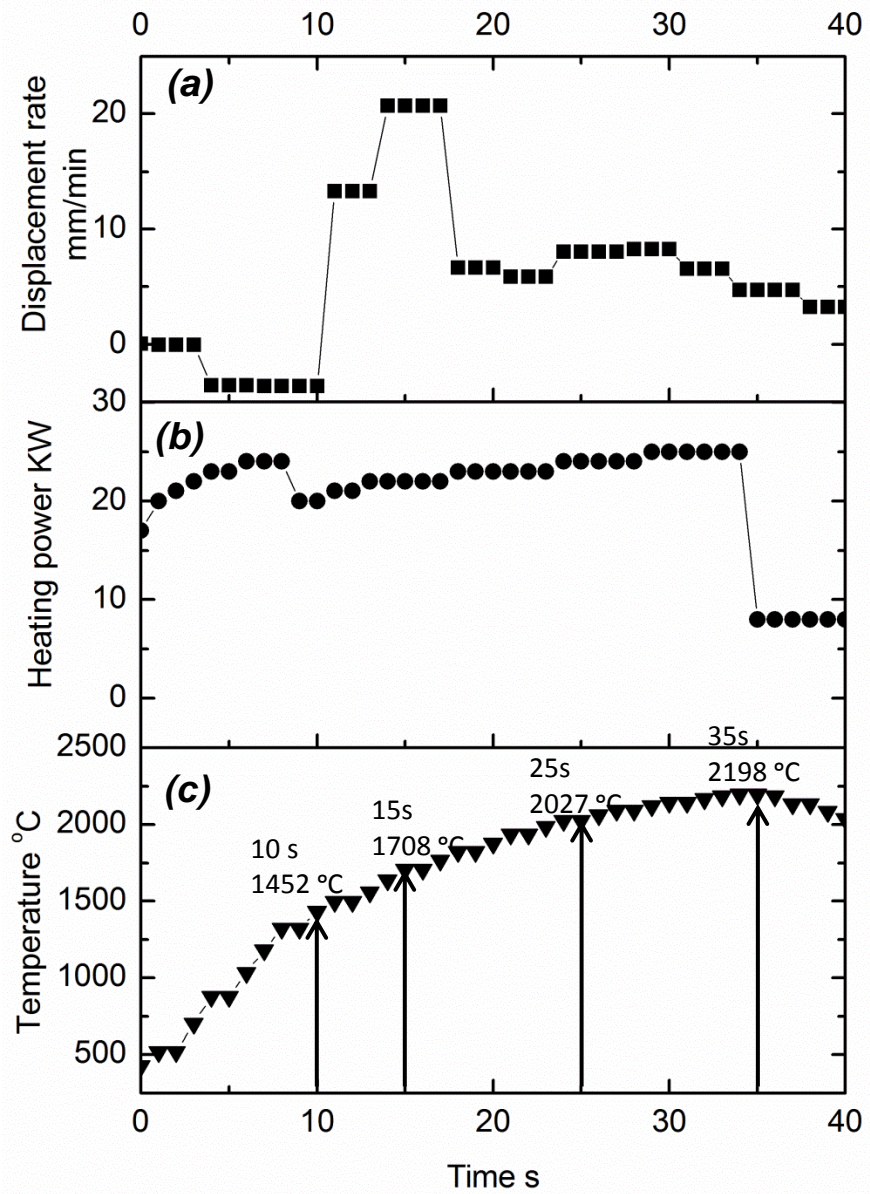 0 10 20 30 40
(a)
20
10
0
Displacement rate
mm/min
30
(b)
20
10
0
Heating power KW
2500
(c)
2000
1500
1000
500
Temperature °C
10 s
1452 °C
15s
1708 °C
25s
2027 °C
35s
2198 °C
0 10 20 30 40
Time s